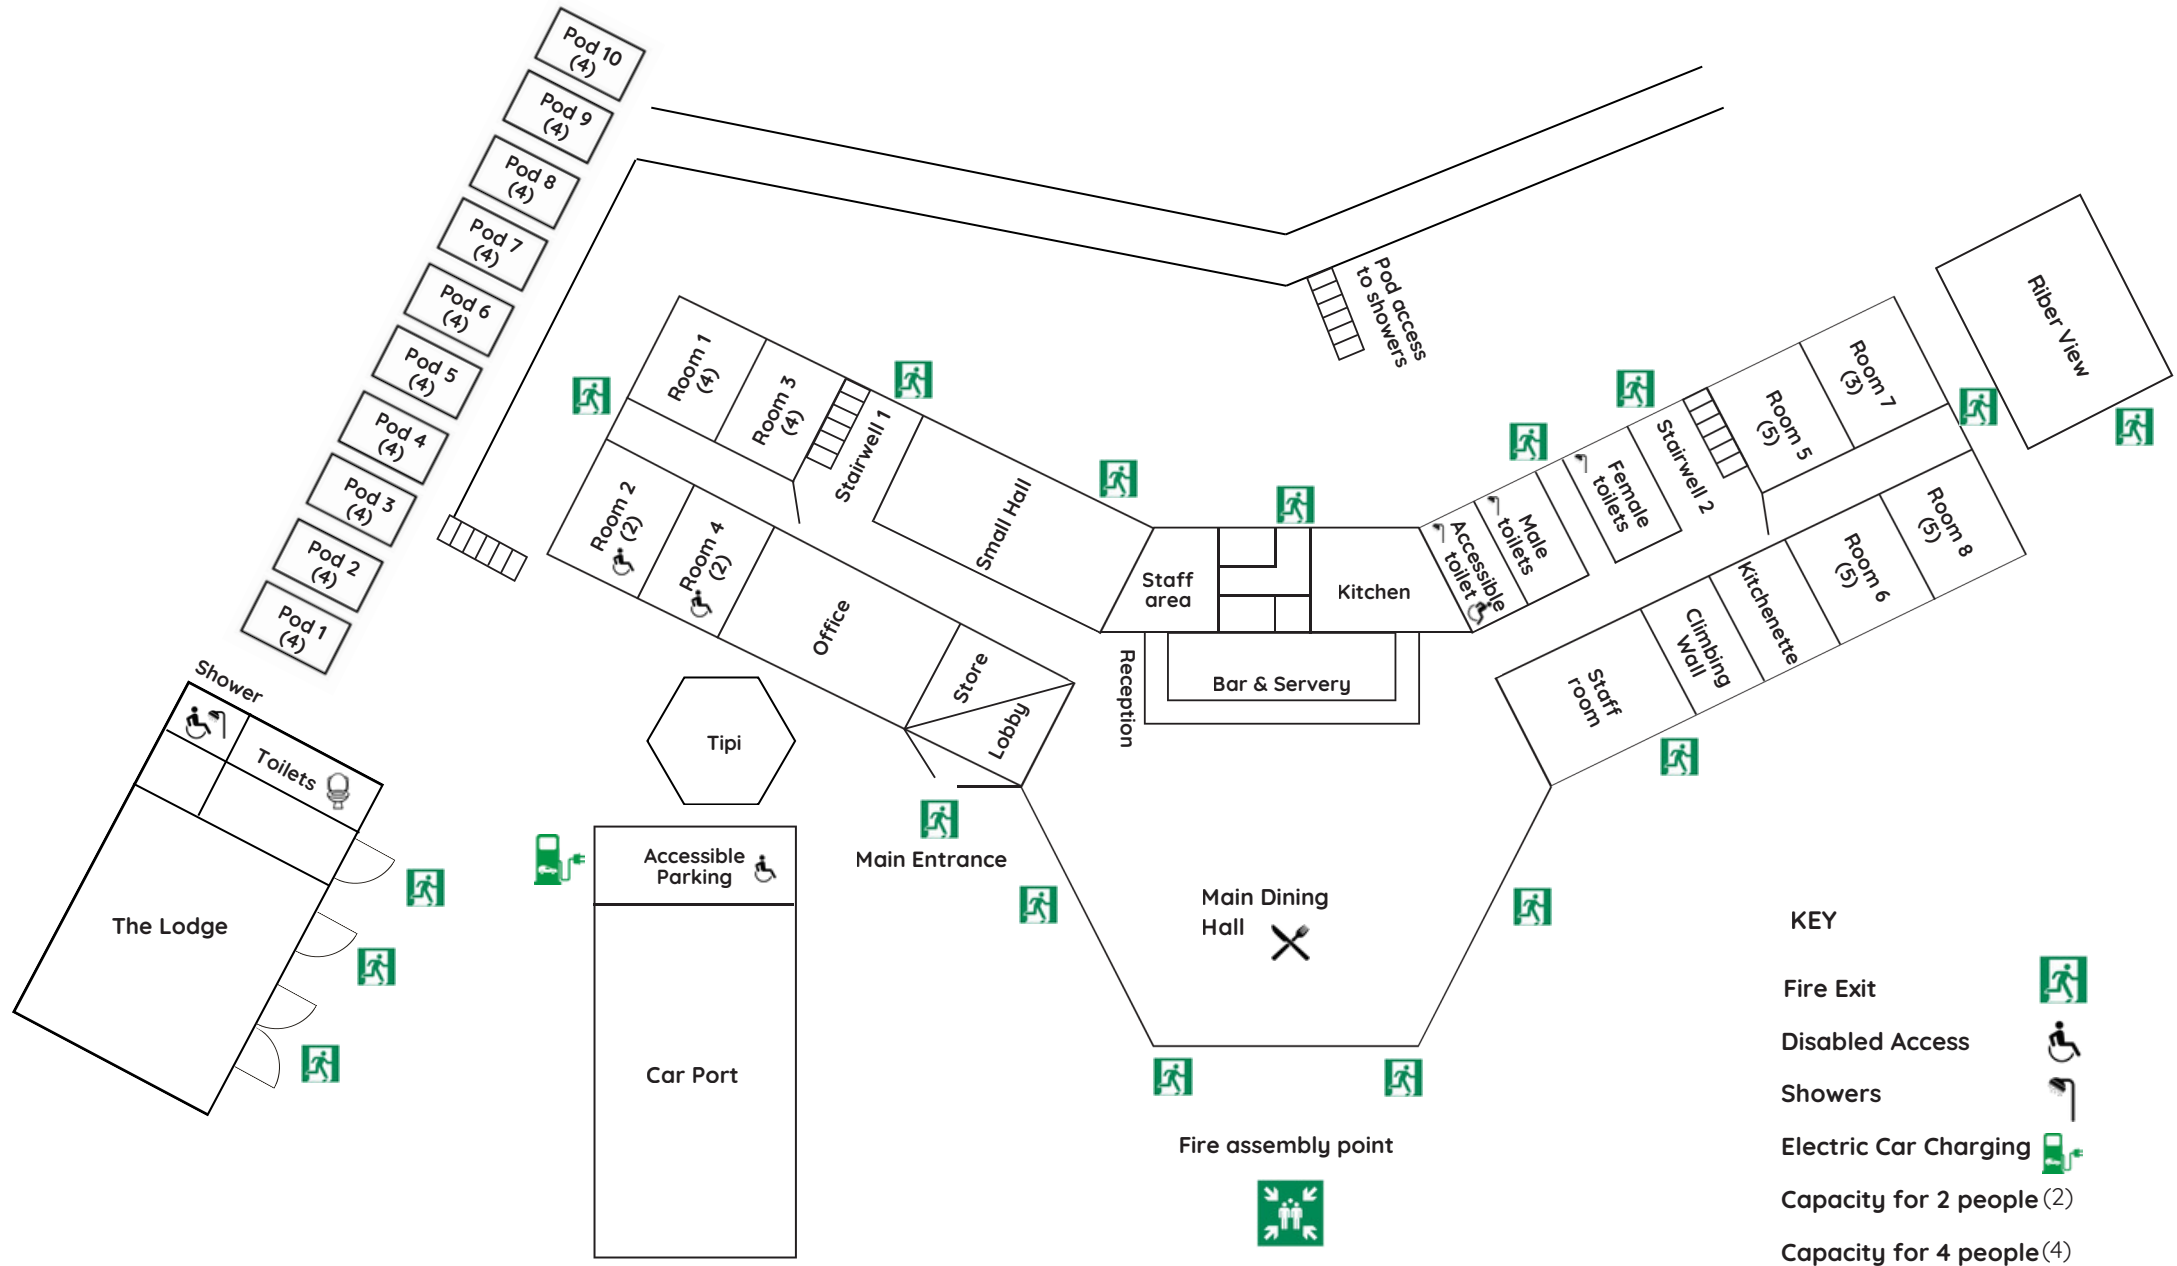 Pod 10
(4)
Pod 9
(4)
Pod 8
(4)
Pod 7
(4)
Pod 6
(4)
Pod 5
(4)
Pod 4
(4)
Pod 3
(4)
Pod 2
(4)
Pod 1
(4)
Pod access
to showers
Riber View
Room 1
(4)
Room 3
(4)
Stairwell 1
Small Hall
Room 2
(2)
Room 4
(2)
Office
Store
Lobby
Staff
area
Kitchen
Reception
Bar & Servery
Accessible
toilet
Male
toilets
Female
toilets
Stairwell 2
Room 5
(5)
Room 7
(3)
Room 8
(5)
Room 6
(5)
Kitchenette
Climbing
Wall
Staff
room
Shower
Toilets
The Lodge
Tipi
Accessible
Parking
Car Port
Main Entrance
Main Dining
Hall
Fire assembly point
KEY
Fire Exit
Disabled Access
Showers
Electric Car Charging
Capacity for 2 people (2)
Capacity for 4 people (4)